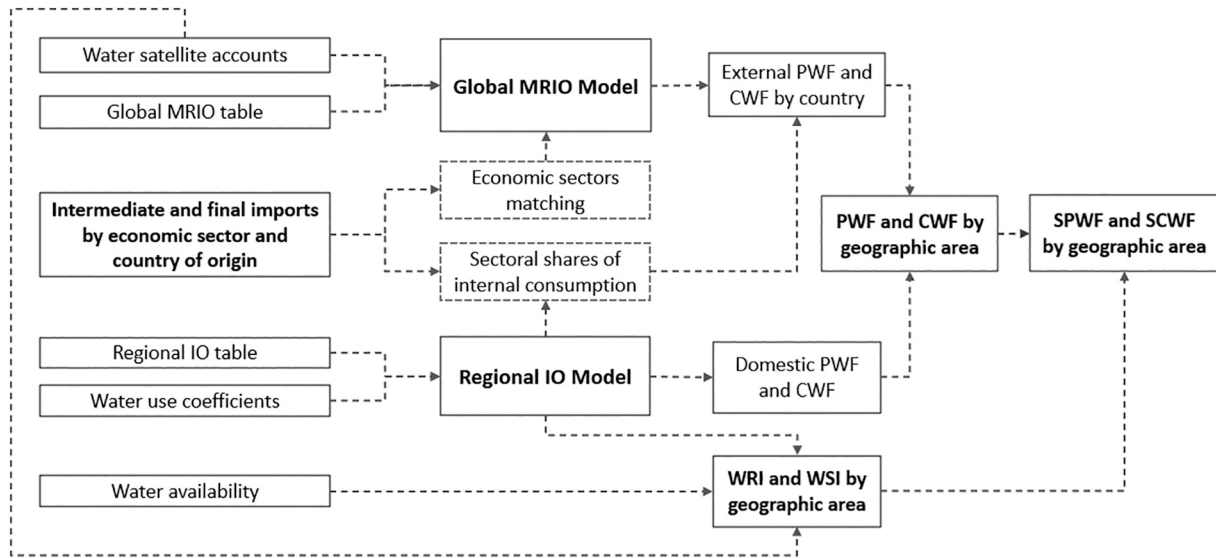 Water satellite accounts
Global MRIO table
Global MRIO Model
External PWF and
CWF by country
Intermediate and final imports
by economic sector and
country of origin
Economic sectors
matching
Sectoral shares of
internal consumption
PWF and CWF by
geographic area
SPWF and SCWF
by geographic area
Regional IO table
Water use coefficients
Regional IO Model
Domestic PWF
and CWF
Water availability
WRI and WSI by
geographic area